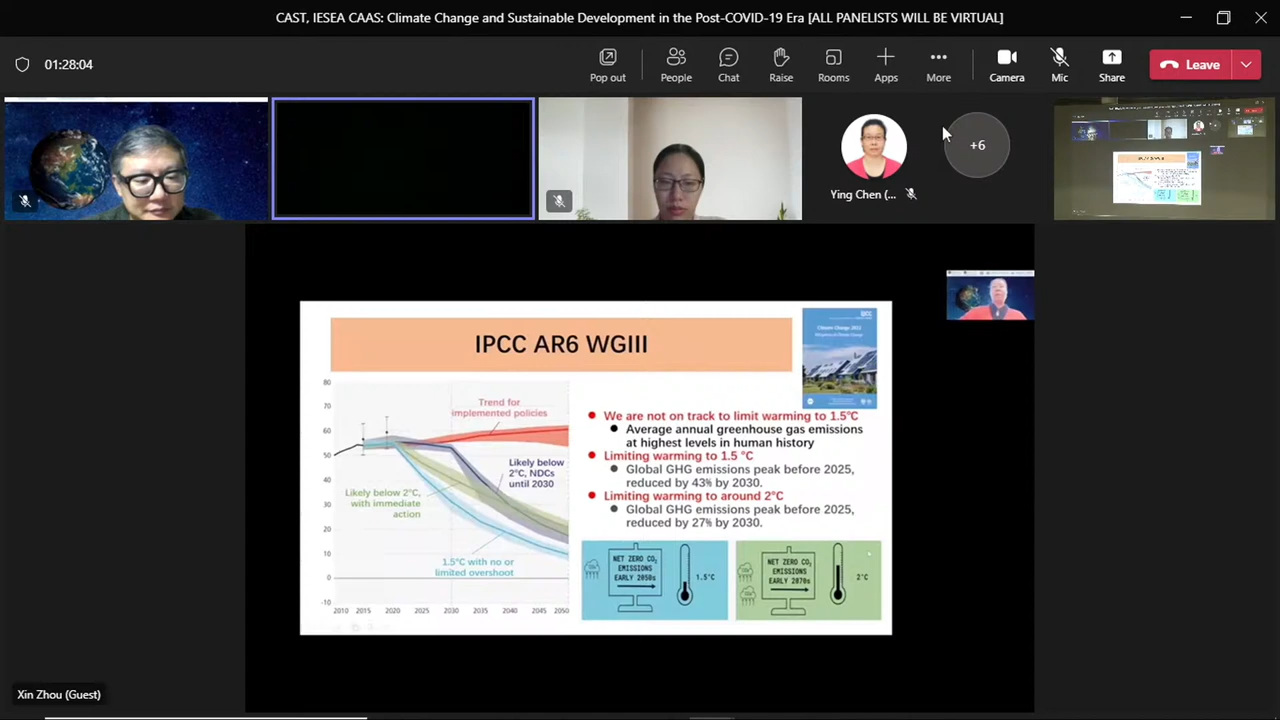 CAST, IESEA CAAS: Climate Change and Sustainable Development in the Post-COVID-19 Era [ALL PANELISTS WILL BE VIRTUAL]
01:28:04
Pop out
People
Chat
Raise
Rooms
Apps
More
Camera
Mic
Share
Leave
Ying Chen (...
+6
IPCC AR6 WGIII
Climate Change 2022
Mitigation of Climate Change
80
70
60
50
40
30
20
10
0
-10
2010 2015 2020 2025 2030 2035 2040 2045 2050
Trend for
implemented policies
Likely below
2°C, NDCs
until 2030
Likely below 2°C,
with immediate
action
1.5°C with no or
limited overshoot
We are not on track to limit warming to 1.5°C
Average annual greenhouse gas emissions
at highest levels in human history
Limiting warming to 1.5 °C
Global GHG emissions peak before 2025,
reduced by 43% by 2030.
Limiting warming to around 2°C
Global GHG emissions peak before 2025,
reduced by 27% by 2030.
NET ZERO CO₂
EMISSIONS
EARLY 2050s
1.5°C
NET ZERO CO₂
EMISSIONS
EARLY 2070s
2°C
Xin Zhou (Guest)